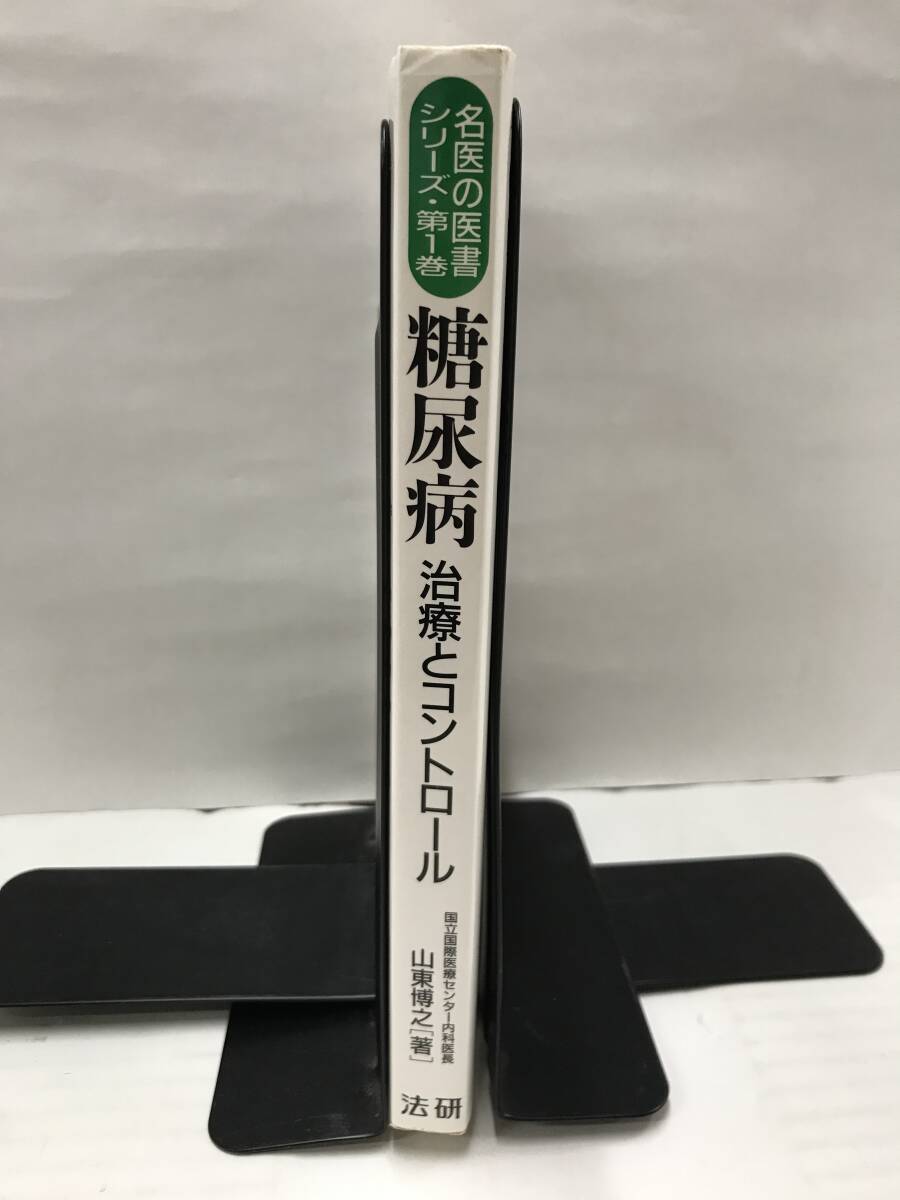 名医の医書
シリーズ・第1巻
糖尿病
治療とコントロール
国立国際医療センター内科医長
山東博之[著]
法研